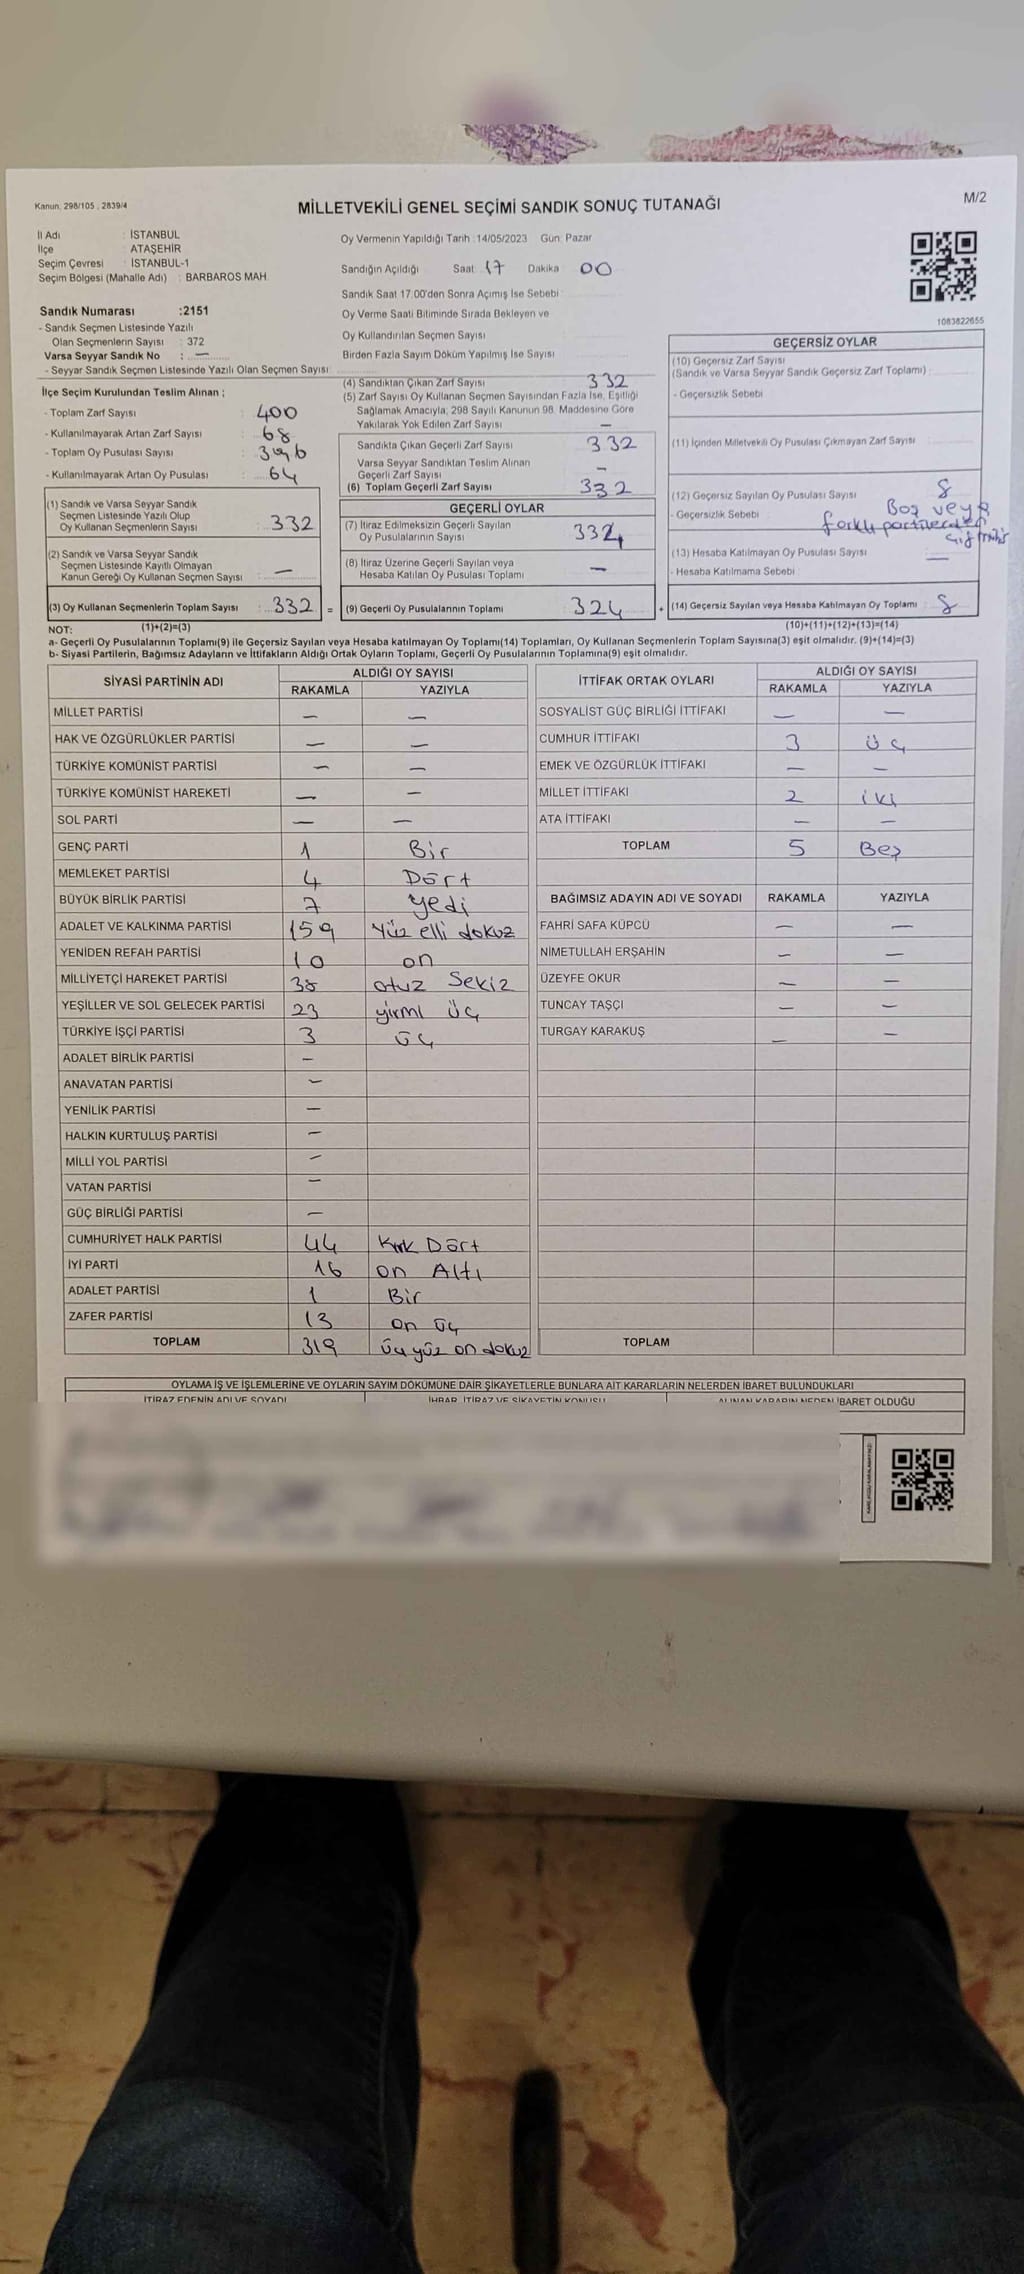 Kanun: 298/105 , 2839/4
MİLLETVEKİLİ GENEL SEÇİMİ SANDIK SONUÇ TUTANAĞI
M/2
İl Adı : İSTANBUL
İlçe : ATAŞEHİR
Seçim Çevresi : İSTANBUL-1
Seçim Bölgesi (Mahalle Adı) : BARBAROS MAH.
Sandık Numarası :2151
- Sandık Seçmen Listesinde Yazılı
Olan Seçmenlerin Sayısı : 372
Varsa Seyyar Sandık No : —
- Seyyar Sandık Seçmen Listesinde Yazılı Olan Seçmen Sayısı :
Oy Vermenin Yapıldığı Tarih :14/05/2023 Gün: Pazar
Sandığın Açıldığı Saat: 17 Dakika : 00
Sandık Saat 17.00'den Sonra Açımış İse Sebebi :
Oy Verme Saati Bitiminde Sırada Bekleyen ve
Oy Kullandırılan Seçmen Sayısı :
Birden Fazla Sayım Döküm Yapılmış İse Sayısı :
1083822655
İlçe Seçim Kurulundan Teslim Alınan ;
- Toplam Zarf Sayısı : 400
- Kullanılmayarak Artan Zarf Sayısı : 68
- Toplam Oy Pusulası Sayısı : 396
- Kullanılmayarak Artan Oy Pusulası : 64
(1) Sandık ve Varsa Seyyar Sandık
Seçmen Listesinde Yazılı Olup
Oy Kullanan Seçmenlerin Sayısı : 332
(2) Sandık ve Varsa Seyyar Sandık
Seçmen Listesinde Kayıtlı Olmayan
Kanun Gereği Oy Kullanan Seçmen Sayısı : —
(3) Oy Kullanan Seçmenlerin Toplam Sayısı : 332 =
(4) Sandıktan Çıkan Zarf Sayısı 332
(5) Zarf Sayısı Oy Kullanan Seçmen Sayısından Fazla İse, Eşitliği
Sağlamak Amacıyla, 298 Sayılı Kanunun 98. Maddesine Göre
Yakılarak Yok Edilen Zarf Sayısı —
Sandıkta Çıkan Geçerli Zarf Sayısı 332
Varsa Seyyar Sandıktan Teslim Alınan
Geçerli Zarf Sayısı —
(6) Toplam Geçerli Zarf Sayısı 332
GEÇERLİ OYLAR
(7) İtiraz Edilmeksizin Geçerli Sayılan
Oy Pusulalarının Sayısı 324
(8) İtiraz Üzerine Geçerli Sayılan veya
Hesaba Katılan Oy Pusulası Toplamı —
(9) Geçerli Oy Pusulalarının Toplamı 324 +
GEÇERSİZ OYLAR
(10) Geçersiz Zarf Sayısı
(Sandık ve Varsa Seyyar Sandık Geçersiz Zarf Toplamı) :
- Geçersizlik Sebebi :
(11) İçinden Milletvekili Oy Pusulası Çıkmayan Zarf Sayısı :
(12) Geçersiz Sayılan Oy Pusulası Sayısı : 8
- Geçersizlik Sebebi : Boş veya
farklı partilerden
çift mühür
(13) Hesaba Katılmayan Oy Pusulası Sayısı : —
- Hesaba Katılmama Sebebi :
(14) Geçersiz Sayılan veya Hesaba Katılmayan Oy Toplamı : 8
NOT: (1)+(2)=(3) (10)+(11)+(12)+(13)=(14)
a- Geçerli Oy Pusulalarının Toplamı(9) ile Geçersiz Sayılan veya Hesaba katılmayan Oy Toplamı(14) Toplamları, Oy Kullanan Seçmenlerin Toplam Sayısına(3) eşit olmalıdır. (9)+(14)=(3)
b- Siyasi Partilerin, Bağımsız Adayların ve İttifakların Aldığı Ortak Oyların Toplamı, Geçerli Oy Pusulalarının Toplamına(9) eşit olmalıdır.
SİYASİ PARTİNİN ADI ALDIĞI OY SAYISI
RAKAMLA YAZIYLA
MİLLET PARTİSİ — —
HAK VE ÖZGÜRLÜKLER PARTİSİ — —
TÜRKİYE KOMÜNİST PARTİSİ — —
TÜRKİYE KOMÜNİST HAREKETİ — —
SOL PARTİ — —
GENÇ PARTİ 1 Bir
MEMLEKET PARTİSİ 4 Dört
BÜYÜK BİRLİK PARTİSİ 7 yedi
ADALET VE KALKINMA PARTİSİ 159 Yüz elli dokuz
YENİDEN REFAH PARTİSİ 10 on
MİLLİYETÇİ HAREKET PARTİSİ 38 otuz Sekiz
YEŞİLLER VE SOL GELECEK PARTİSİ 23 yirmi üç
TÜRKİYE İŞÇİ PARTİSİ 3 üç
ADALET BİRLİK PARTİSİ —
ANAVATAN PARTİSİ —
YENİLİK PARTİSİ —
HALKIN KURTULUŞ PARTİSİ —
MİLLİ YOL PARTİSİ —
VATAN PARTİSİ —
GÜÇ BİRLİĞİ PARTİSİ —
CUMHURİYET HALK PARTİSİ 44 Kırk Dört
İYİ PARTİ 16 on Altı
ADALET PARTİSİ 1 Bir
ZAFER PARTİSİ 13 on üç
TOPLAM 319 üçyüz on dokuz
İTTİFAK ORTAK OYLARI ALDIĞI OY SAYISI
RAKAMLA YAZIYLA
SOSYALİST GÜÇ BİRLİĞİ İTTİFAKI — —
CUMHUR İTTİFAKI 3 üç
EMEK VE ÖZGÜRLÜK İTTİFAKI — —
MİLLET İTTİFAKI 2 iki
ATA İTTİFAKI — —
TOPLAM 5 Beş
BAĞIMSIZ ADAYIN ADI VE SOYADI RAKAMLA YAZIYLA
FAHRİ SAFA KÜPCÜ — —
NİMETULLAH ERŞAHİN — —
ÜZEYFE OKUR — —
TUNCAY TAŞÇI — —
TURGAY KARAKUŞ — —
TOPLAM
OYLAMA İŞ VE İŞLEMLERİNE VE OYLARIN SAYIM DÖKÜMÜNE DAİR ŞİKAYETLERLE BUNLARA AİT KARARLARIN NELERDEN İBARET BULUNDUKLARI
İTİRAZ EDENİN ADI VE SOYADI İHBAR, İTİRAZ VE ŞİKAYETİN KONUSU ALINAN KARARIN NEDEN İBARET OLDUĞU